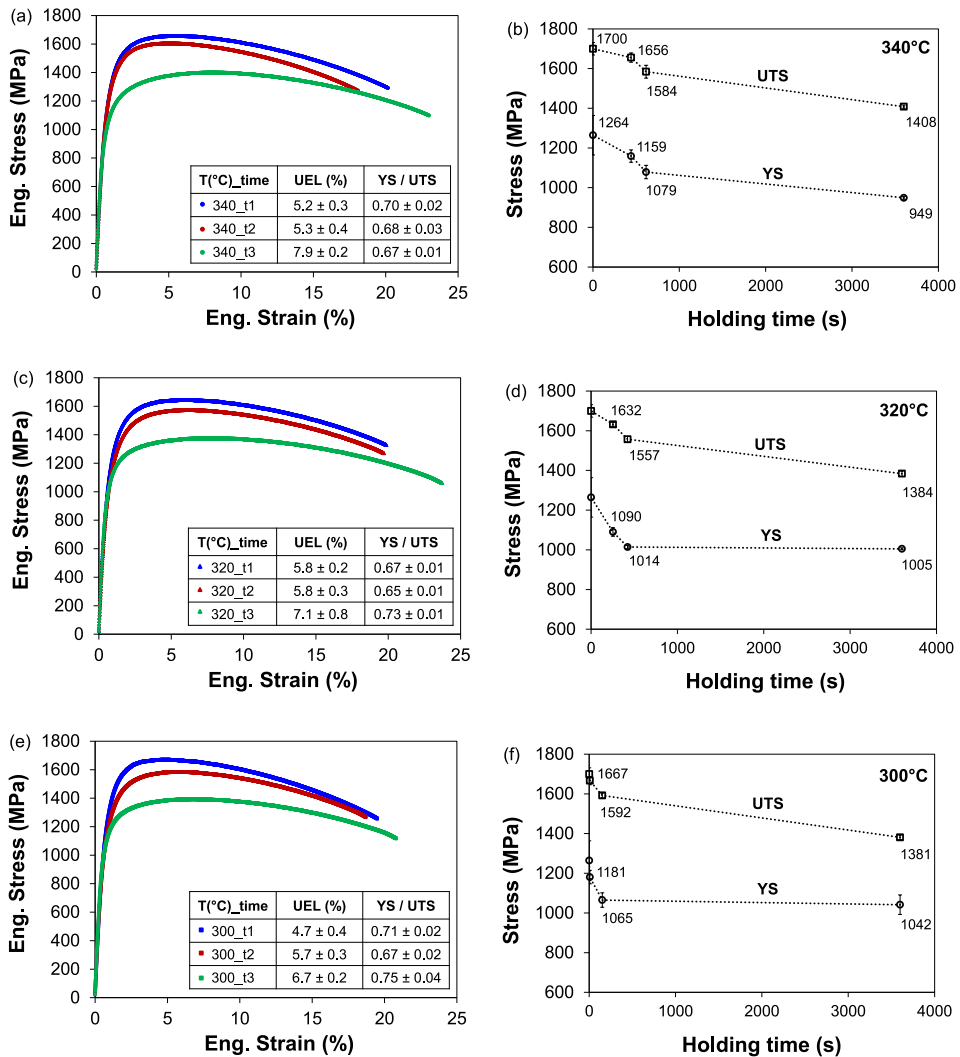 (a)
1800
1600
1400
1200
1000
800
600
400
200
0
Eng. Stress (MPa)
T(°C)_time UEL (%) YS / UTS
340_t1 5.2 ± 0.3 0.70 ± 0.02
340_t2 5.3 ± 0.4 0.68 ± 0.03
340_t3 7.9 ± 0.2 0.67 ± 0.01
0 5 10 15 20 25
Eng. Strain (%)
(b)
340°C
1800
1600
1400
1200
1000
800
600
Stress (MPa)
1700
1656
1584
UTS
1408
1264
1159
1079
YS
949
0 1000 2000 3000 4000
Holding time (s)
(c)
1800
1600
1400
1200
1000
800
600
400
200
0
Eng. Stress (MPa)
T(°C)_time UEL (%) YS / UTS
320_t1 5.8 ± 0.2 0.67 ± 0.01
320_t2 5.8 ± 0.3 0.65 ± 0.01
320_t3 7.1 ± 0.8 0.73 ± 0.01
0 5 10 15 20 25
Eng. Strain (%)
(d)
320°C
1800
1600
1400
1200
1000
800
600
Stress (MPa)
1632
1557
UTS
1384
1090
1014
YS
1005
0 1000 2000 3000 4000
Holding time (s)
(e)
1800
1600
1400
1200
1000
800
600
400
200
0
Eng. Stress (MPa)
T(°C)_time UEL (%) YS / UTS
300_t1 4.7 ± 0.4 0.71 ± 0.02
300_t2 5.7 ± 0.3 0.67 ± 0.02
300_t3 6.7 ± 0.2 0.75 ± 0.04
0 5 10 15 20 25
Eng. Strain (%)
(f)
300°C
1800
1600
1400
1200
1000
800
600
Stress (MPa)
1667
1592
UTS
1381
1181
1065
YS
1042
0 1000 2000 3000 4000
Holding time (s)